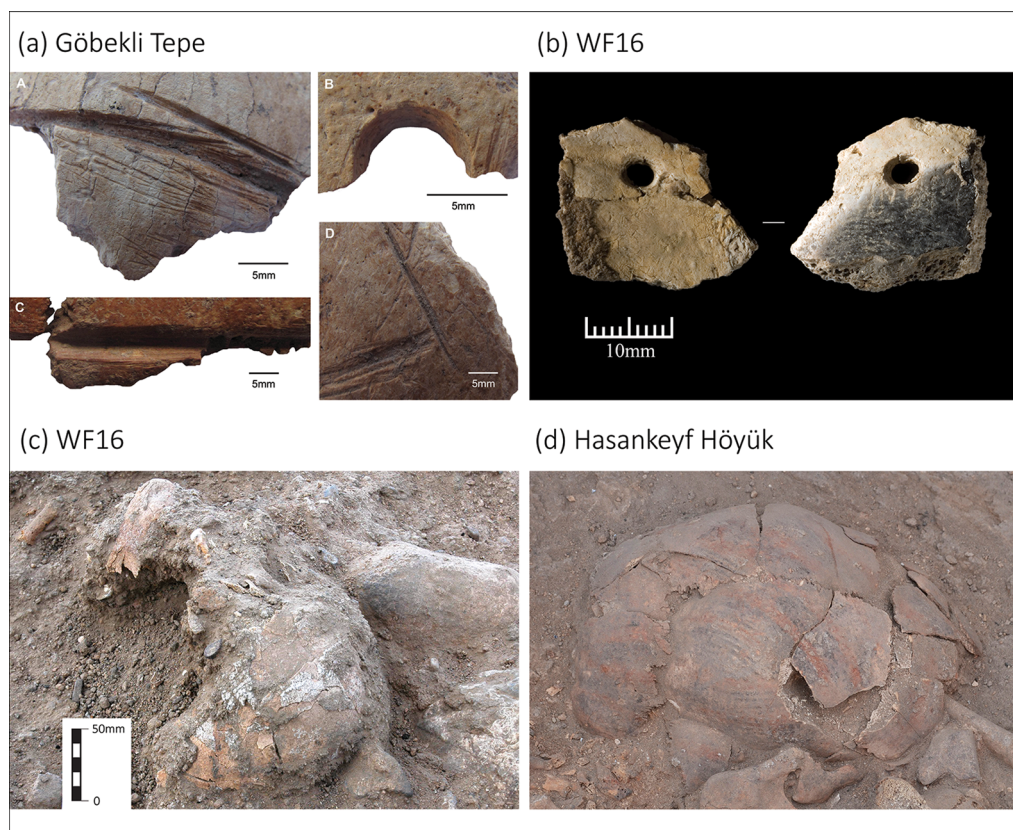 (a) Göbekli Tepe
(b) WF16
A
5mm
B
5mm
C
5mm
D
5mm
10mm
(c) WF16
(d) Hasankeyf Höyük
50mm
0